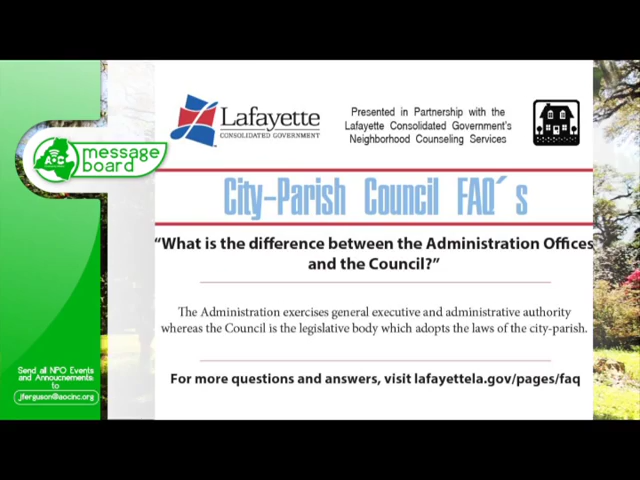 Lafayette
CONSOLIDATED GOVERNMENT
Presented in Partnership with the
Lafayette Consolidated Government's
Neighborhood Counseling Services
AOC
message
board
City-Parish Council FAQ´s
“What is the difference between the Administration Offices
and the Council?”
The Administration exercises general executive and administrative authority
whereas the Council is the legislative body which adopts the laws of the city-parish.
For more questions and answers, visit lafayettela.gov/pages/faq
Send all NPO Events
and Annoucnements:
to
jferguson@aocinc.org